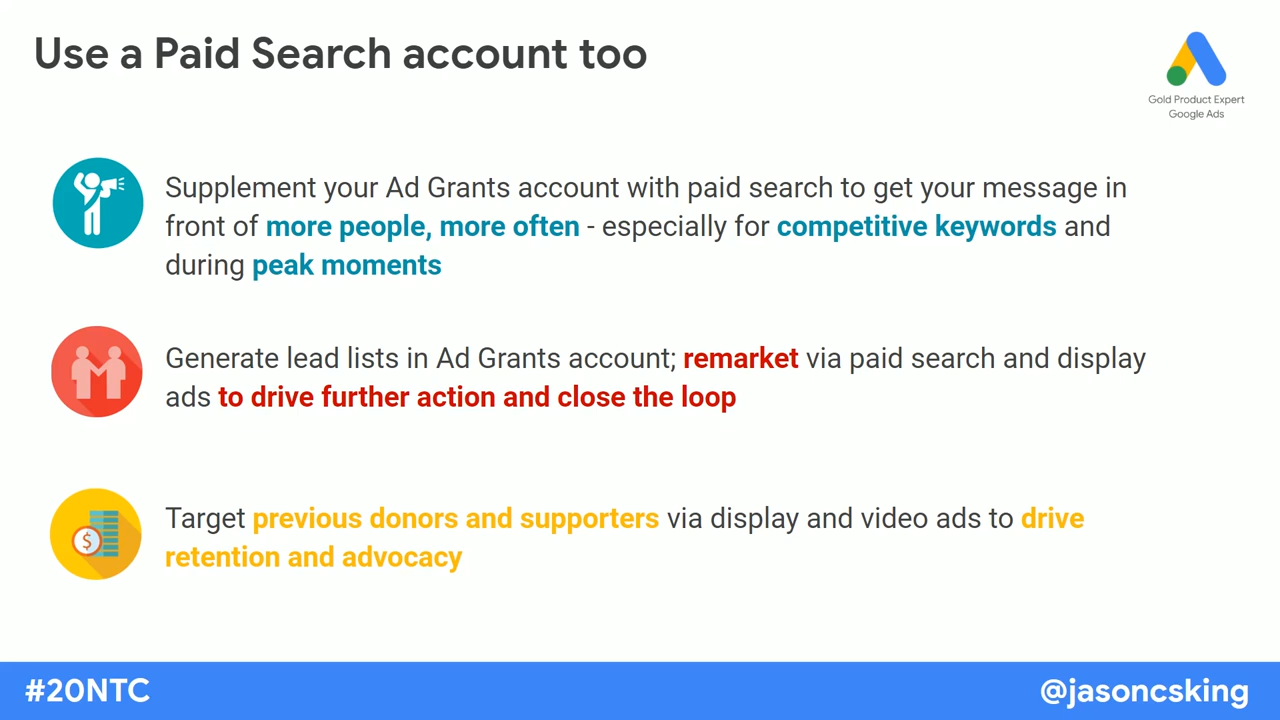 Use a Paid Search account too
Gold Product Expert
Google Ads
Supplement your Ad Grants account with paid search to get your message in
front of more people, more often - especially for competitive keywords and
during peak moments
Generate lead lists in Ad Grants account; remarket via paid search and display
ads to drive further action and close the loop
$
Target previous donors and supporters via display and video ads to drive
retention and advocacy
#20NTC
@jasoncsking